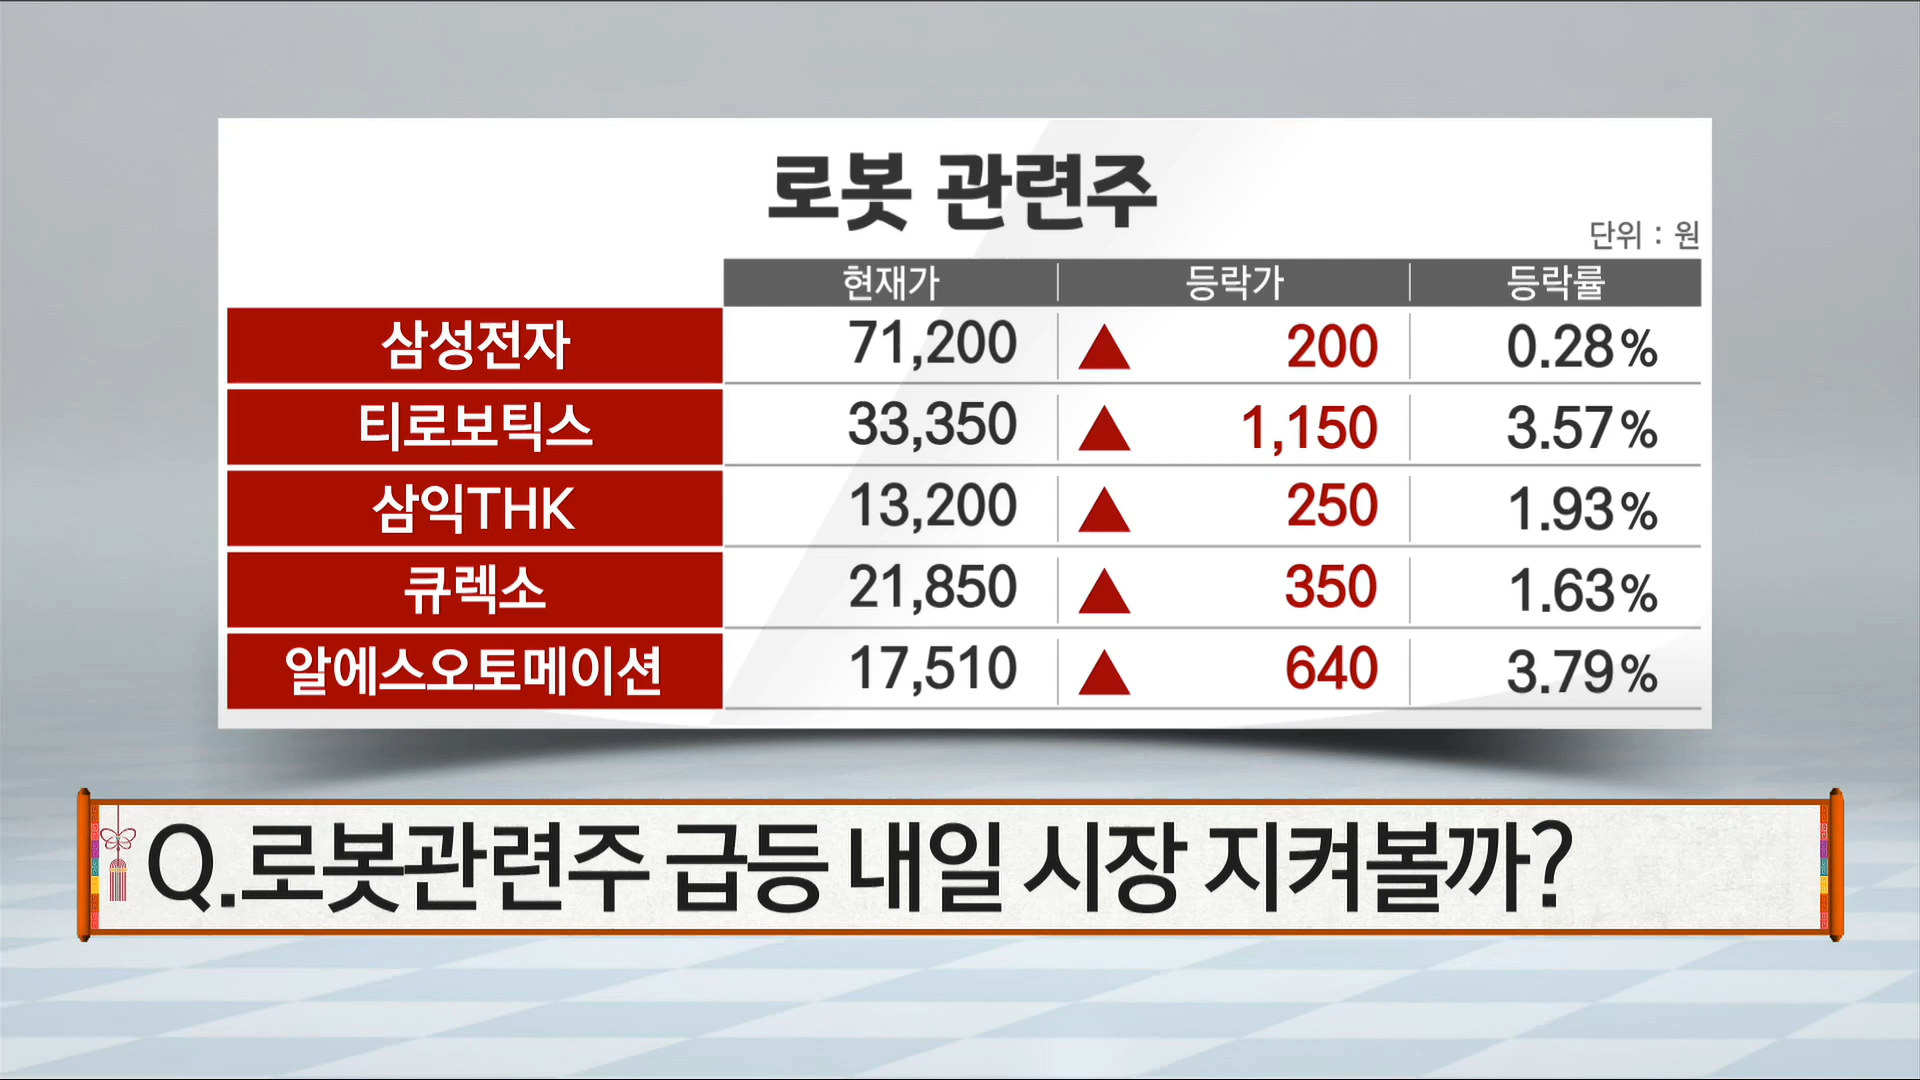 로봇 관련주
단위 : 원
현재가 등락가 등락률
삼성전자 71,200 ▲ 200 0.28%
티로보틱스 33,350 ▲ 1,150 3.57%
삼익THK 13,200 ▲ 250 1.93%
큐렉소 21,850 ▲ 350 1.63%
알에스오토메이션 17,510 ▲ 640 3.79%
Q.로봇관련주 급등 내일 시장 지켜볼까?